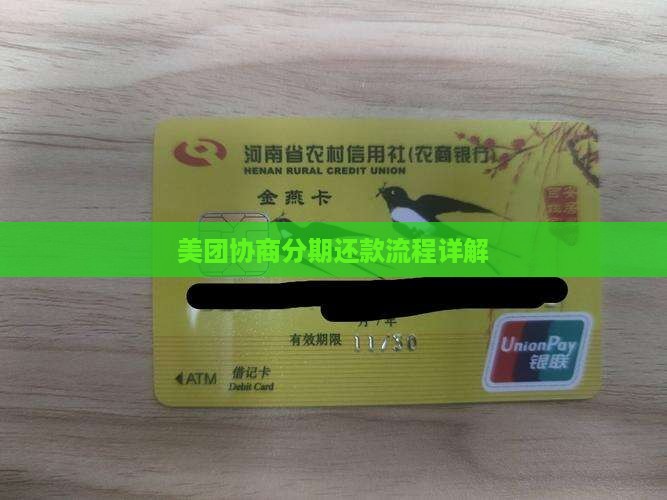 河南省农村信用社(农商银行)
HENAN RURAL CREDIT UNION
金燕卡
美团协商分期还款流程详解
月/年
有效期限 11/30
UnionPay
银联
ATM 借记卡
Debit Card